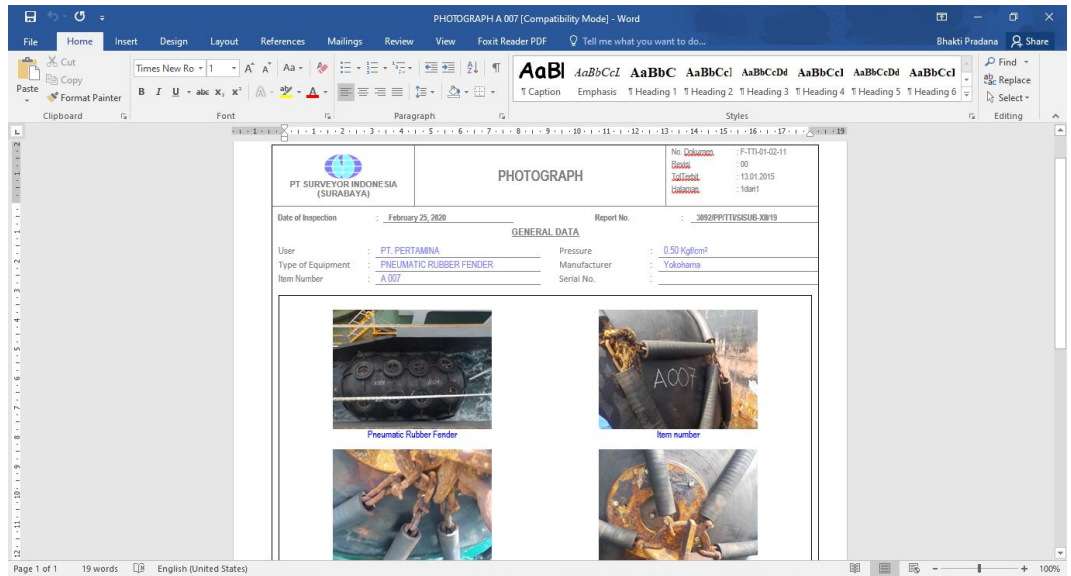 PHOTOGRAPH A 007 [Compatibility Mode] - Word
File Home Insert Design Layout References Mailings Review View Foxit Reader PDF Tell me what you want to do... Bhakti Pradana Share
Paste
Cut
Copy
Format Painter
Clipboard
Times New Ro 1
Font
Paragraph
AaBl AaBbCcL AaBbC AaBbCcl AaBbCcDd AaBbCcl AaBbCcDd AaBbCcl
¶ Caption Emphasis ¶ Heading 1 ¶ Heading 2 ¶ Heading 3 ¶ Heading 4 ¶ Heading 5 ¶ Heading 6
Styles
Find
Replace
Select
Editing
PT SURVEYOR INDONESIA
(SURABAYA)
PHOTOGRAPH
No. Dokumen : F-TTI-01-02-11
Revisi : 00
TglTerbit : 13.01.2015
Halaman : 1dari1
Date of Inspection : February 25, 2020 Report No. : 3092/PP/TTI/SISUB-XII/19
GENERAL DATA
User : PT. PERTAMINA Pressure : 0.50 Kgf/cm²
Type of Equipment : PNEUMATIC RUBBER FENDER Manufacturer : Yokohama
Item Number : A 007 Serial No. :
A007
Pneumatic Rubber Fender Item number
Page 1 of 1 19 words English (United States) 100%